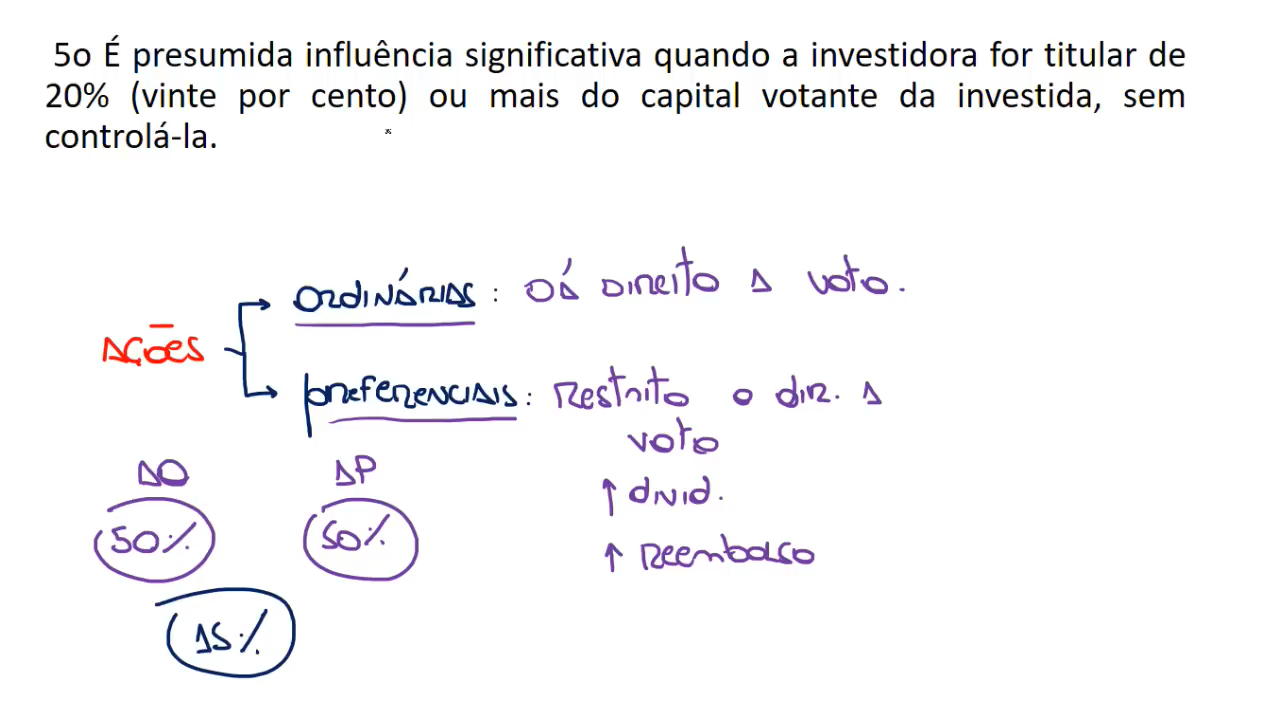 5o É presumida influência significativa quando a investidora for titular de
20% (vinte por cento) ou mais do capital votante da investida, sem
controlá-la.
ORDINÁRIAS : DÁ DIREITO A VOTO.
AÇÕES
PREFERENCIAIS : RESTRITO O DIR. A
VOTO
AO AP
↑ DIVID.
50% 50%
↑ REEMBOLSO
15%